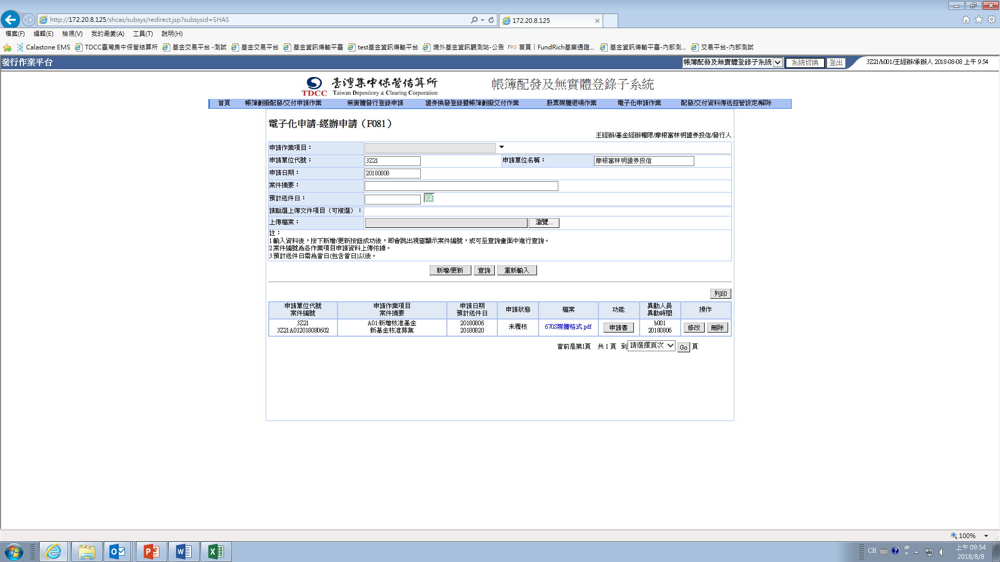 http://172.20.8.125/shcas/subsys/redirect.jsp?subsysid=SHAS
172.20.8.125
檔案(F) 編輯(E) 檢視(V) 我的最愛(A) 工具(T) 說明(H)
Calastone EMS TDCC臺灣集中保管結算所 基金交易平台 -測試 基金交易平台 基金資訊傳輸平臺 test基金資訊傳輸平台 境外基金資訊觀測站-公告 FRS 首頁 | FundRich基富通證... 基金資訊傳輸平臺-內部測... 交易平台-內部測試
發行作業平台
帳簿配發及無實體登錄子系統 系統切換 登出 3Z21/b001/王經辦/承辦人 2018-08-08 上午 9:54
TDCC 臺灣集中保管結算所
Taiwan Depository & Clearing Corporation
帳簿配發及無實體登錄子系統
首頁 帳簿劃撥配發/交付申請作業 無實體發行登錄申請 證券換發登錄暨帳簿劃撥交付作業 股票媒體退場作業 電子化申請作業 配發/交付資料傳送控管設定/解除
電子化申請-經辦申請（F081）
王經辦/基金經辦權限/摩根富林明證券投信/發行人
申請作業項目：
申請單位代號： 3Z21 申請單位名稱： 摩根富林明證券投信
申請日期： 20180808
案件摘要：
預計送件日：
請點選上傳文件項目（可複選）：
上傳檔案： 瀏覽...
註：
1.輸入資料後，按下新增/更新按鈕成功後，即會跳出視窗顯示案件編號，或可至查詢畫面中進行查詢。
2.案件編號為各作業項目申請資料上傳依據。
3.預計送件日需為當日(包含當日)以後。
新增/更新 查詢 重新輸入
列印
申請單位代號 案件編號 申請作業項目 案件摘要 申請日期 預計送件日 申請狀態 檔案 功能 異動人員 異動時間 操作
3Z21 3Z21A012018080602 A01:新增核准基金 新基金核准募集 20180806 20180820 未覆核 670S媒體格式.pdf 申請書 b001 20180806 修改 刪除
當前是第1頁 共 1 頁 到 請選擇頁次 Go 頁
100%
CH 上午 09:54
2018/8/8